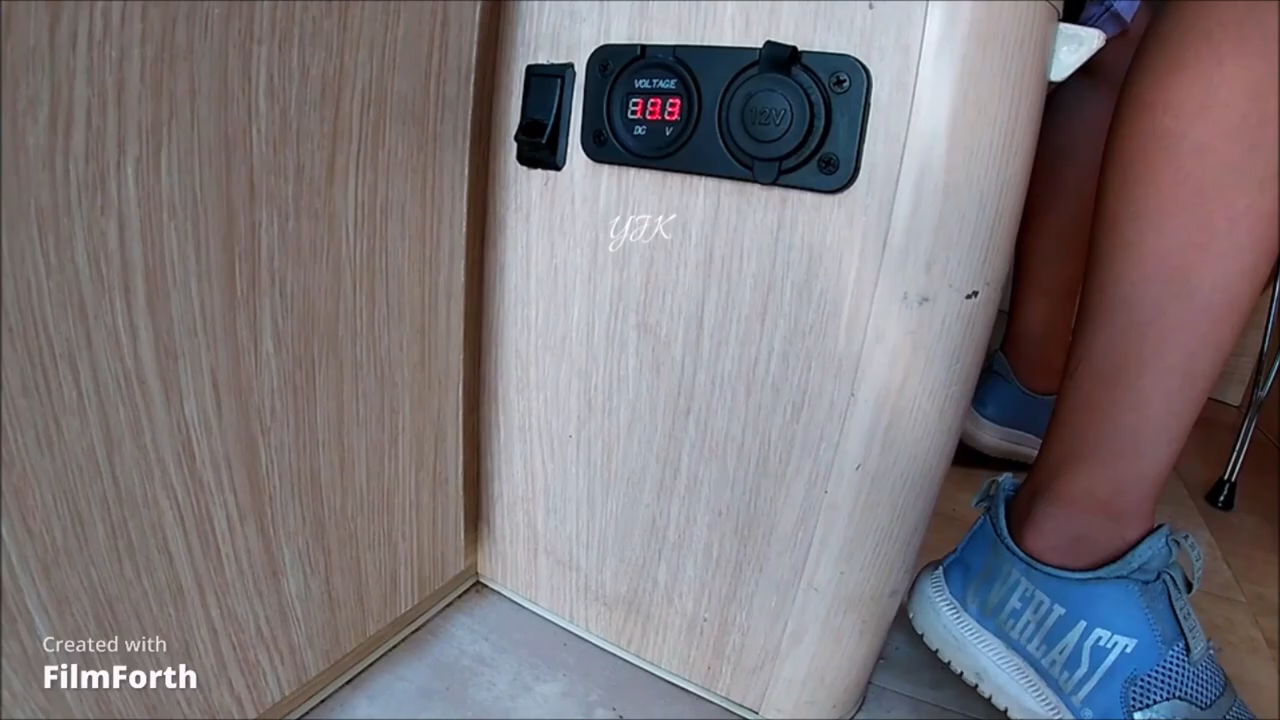 VOLTAGE
DC V
12V
YJK
EVERLAST
Created with
FilmForth